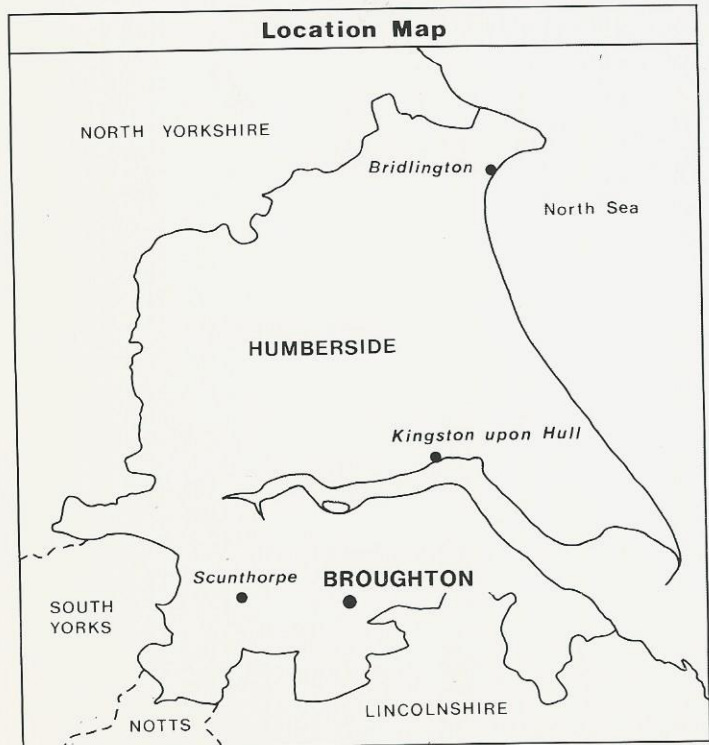 Location Map
NORTH YORKSHIRE
Bridlington
North Sea
HUMBERSIDE
Kingston upon Hull
Scunthorpe
BROUGHTON
SOUTH
YORKS
LINCOLNSHIRE
NOTTS